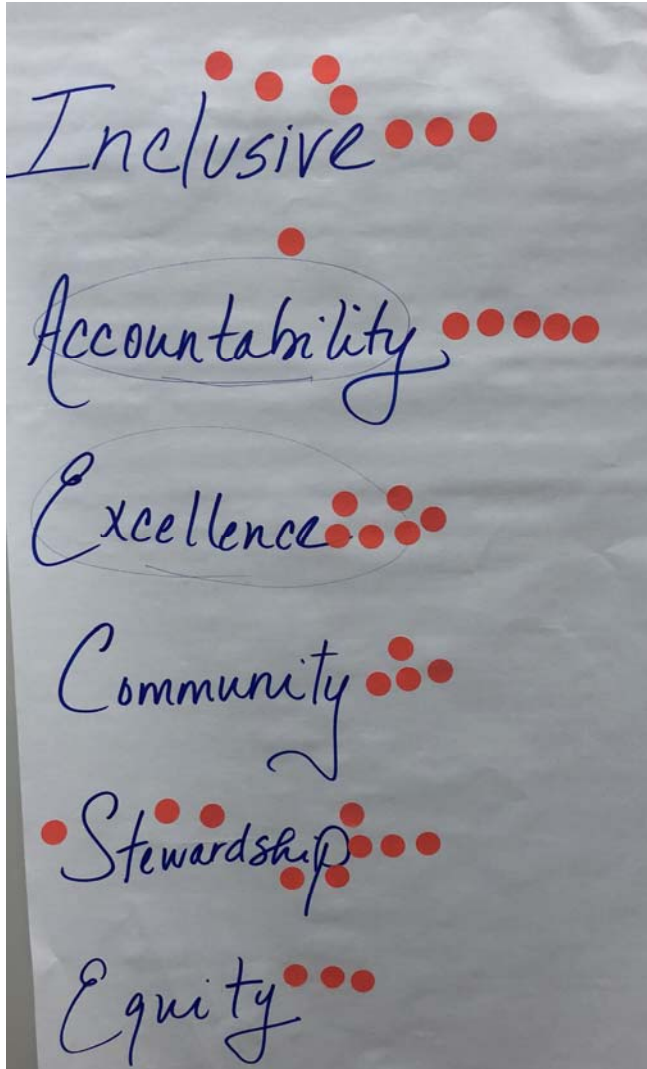 Inclusive
Accountability
Excellence
Community
Stewardship
Equity